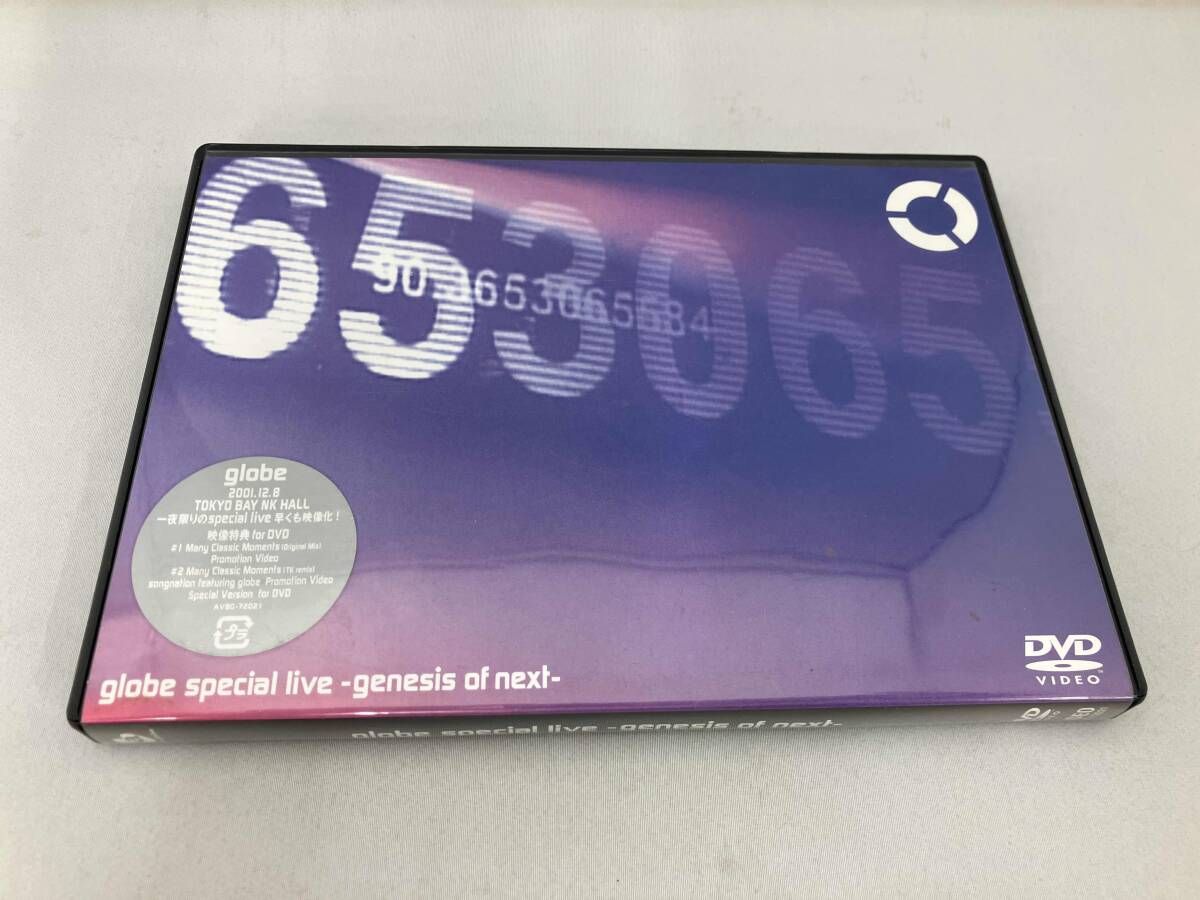 653065
90.3653065584
globe
2001.12.8
TOKYO BAY NK HALL
一夜限りのspecial live 早くも映像化!
映像特典 for DVD
#1 Many Classic Moments (Original Mix)
Promotion Video
#2 Many Classic Moments (TK remix)
songnation featuring globe Promotion Video
Special Version for DVD
AVBG-72021
プラ
DVD
VIDEO
globe special live -genesis of next-
globe special live -genesis of next-